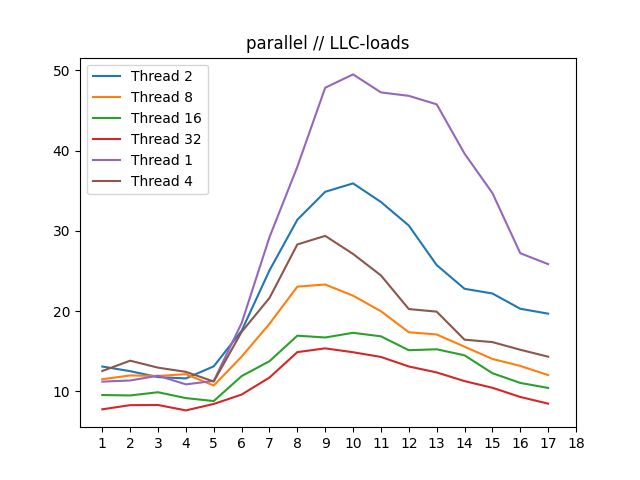 parallel // LLC-loads
50
40
30
20
10
Thread 2
Thread 8
Thread 16
Thread 32
Thread 1
Thread 4
1 2 3 4 5 6 7 8 9 10 11 12 13 14 15 16 17 18